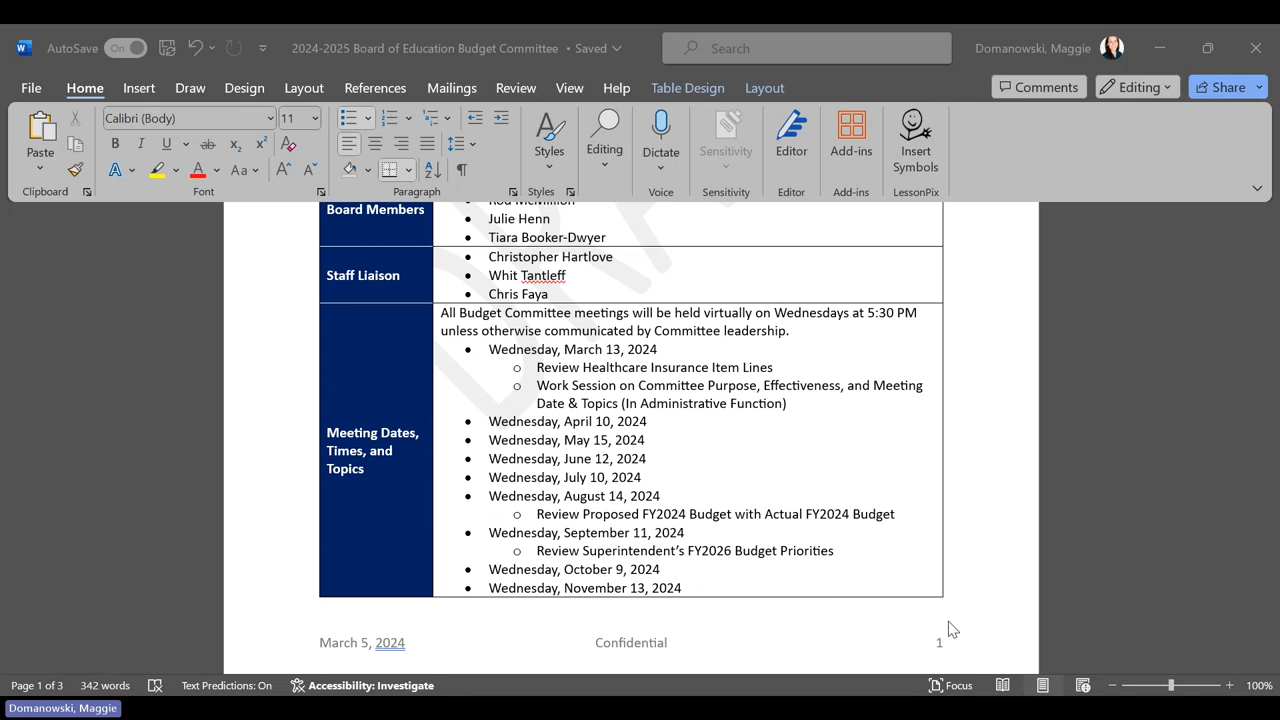 AutoSave On 2024-2025 Board of Education Budget Committee • Saved Search Domanowski, Maggie
File Home Insert Draw Design Layout References Mailings Review View Help Table Design Layout Comments Editing Share
Calibri (Body) 11
Paste Styles Editing Dictate Sensitivity Editor Add-ins Insert Symbols
Clipboard Font Paragraph Styles Voice Sensitivity Editor Add-ins LessonPix
Board Members
• Rod McMillion
• Julie Henn
• Tiara Booker-Dwyer
Staff Liaison
• Christopher Hartlove
• Whit Tantleff
• Chris Faya
Meeting Dates,
Times, and
Topics
All Budget Committee meetings will be held virtually on Wednesdays at 5:30 PM
unless otherwise communicated by Committee leadership.
• Wednesday, March 13, 2024
o Review Healthcare Insurance Item Lines
o Work Session on Committee Purpose, Effectiveness, and Meeting
Date & Topics (In Administrative Function)
• Wednesday, April 10, 2024
• Wednesday, May 15, 2024
• Wednesday, June 12, 2024
• Wednesday, July 10, 2024
• Wednesday, August 14, 2024
o Review Proposed FY2024 Budget with Actual FY2024 Budget
• Wednesday, September 11, 2024
o Review Superintendent’s FY2026 Budget Priorities
• Wednesday, October 9, 2024
• Wednesday, November 13, 2024
March 5, 2024 Confidential 1
Page 1 of 3 342 words Text Predictions: On Accessibility: Investigate Focus 100%
Domanowski, Maggie